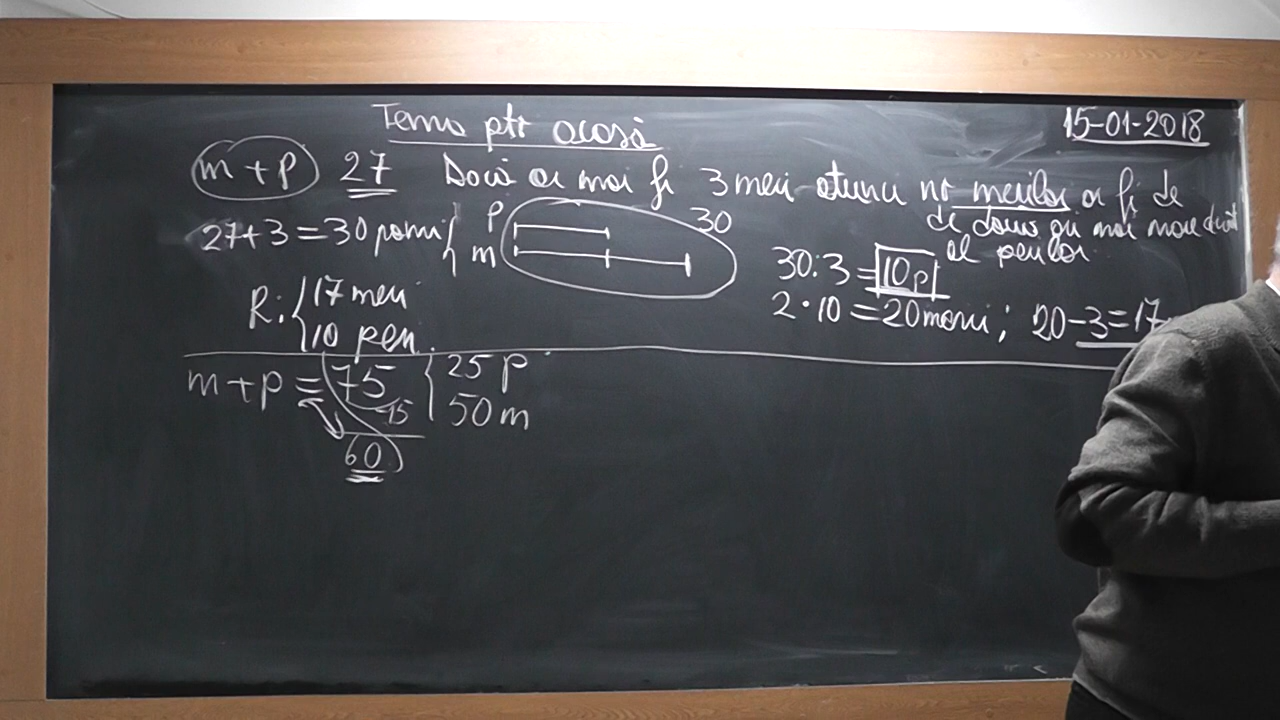 Tema ptr acasă
15-01-2018
m + p 27 Dacă ar mai fi 3 meri atunci nr merilor ar fi de
de două ori mai mare decât
al perilor
27+3=30 pomi { p 30
m
30:3=10p
R: { 17 meri
10 peri.
2·10=20 meri; 20-3=17
m+p=75 { 25 p
15 50 m
60